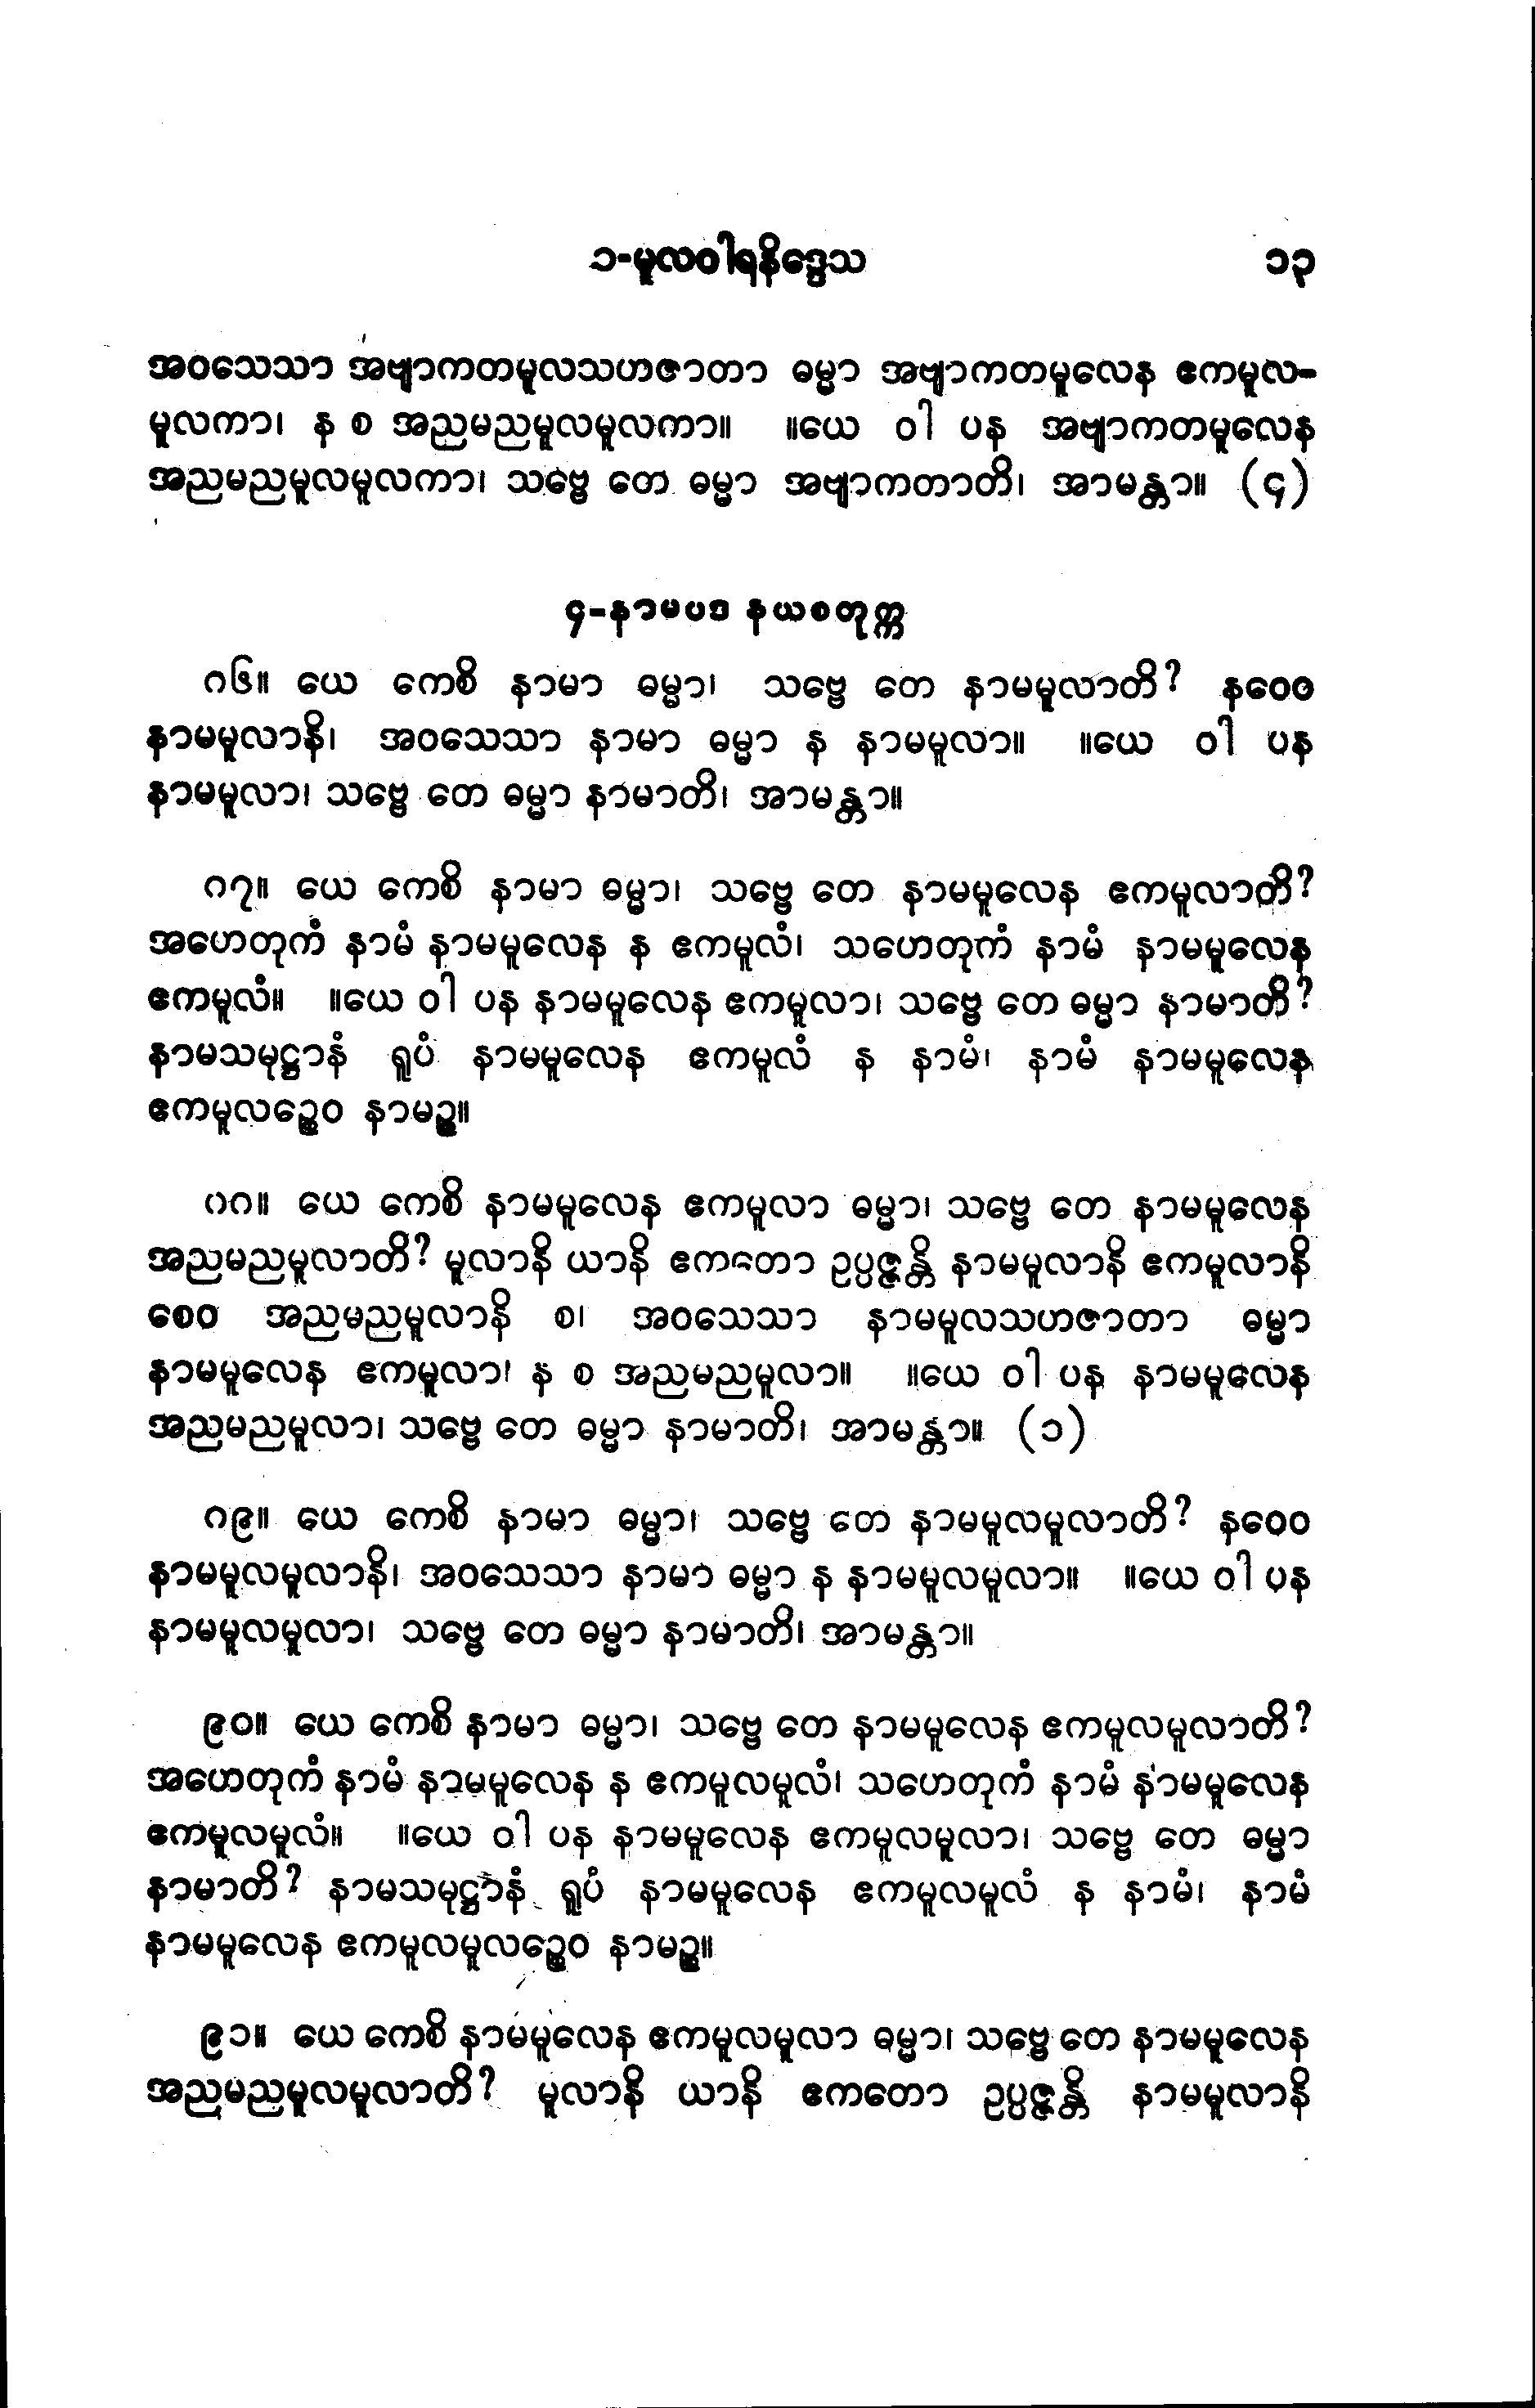 ၁-မူလဝါရနိဒ္ဒေသ ၁၃
အဝသေသာ အဗျာကတမူလသဟဇာတာ ဓမ္မာ အဗျာကတမူလေန ဧကမူလ-
မူလကာ၊ န စ အညမညမူလမူလကာ။ ။ယေ ဝါ ပန အဗျာကတမူလေန
အညမညမူလမူလကာ၊ သဗ္ဗေ တေ ဓမ္မာ အဗျာကတာတိ၊ အာမန္တာ။ (၄)
၄-နာမပဒ နယစတုက္က
၈၆။ ယေ ကေစိ နာမာ ဓမ္မာ၊ သဗ္ဗေ တေ နာမမူလာတိ? နဝေဝ
နာမမူလာနိ၊ အဝသေသာ နာမာ ဓမ္မာ န နာမမူလာ။ ။ယေ ဝါ ပန
နာမမူလာ၊ သဗ္ဗေ တေ ဓမ္မာ နာမာတိ၊ အာမန္တာ။
၈၇။ ယေ ကေစိ နာမာ ဓမ္မာ၊ သဗ္ဗေ တေ နာမမူလေန ဧကမူလာတိ?
အဟေတုကံ နာမံ နာမမူလေန န ဧကမူလံ၊ သဟေတုကံ နာမံ နာမမူလေန
ဧကမူလံ။ ။ယေ ဝါ ပန နာမမူလေန ဧကမူလာ၊ သဗ္ဗေ တေ ဓမ္မာ နာမာတိ?
နာမသမုဋ္ဌာနံ ရူပံ နာမမူလေန ဧကမူလံ န နာမံ၊ နာမံ နာမမူလေန
ဧကမူလဉ္စေဝ နာမဉ္စ။
၈၈။ ယေ ကေစိ နာမမူလေန ဧကမူလာ ဓမ္မာ၊ သဗ္ဗေ တေ နာမမူလေန
အညမညမူလာတိ? မူလာနိ ယာနိ ဧကတော ဥပ္ပဇ္ဇန္တိ နာမမူလာနိ ဧကမူလာနိ
စေဝ အညမညမူလာနိ စ၊ အဝသေသာ နာမမူလသဟဇာတာ ဓမ္မာ
နာမမူလေန ဧကမူလာ၊ န စ အညမညမူလာ။ ။ယေ ဝါ ပန နာမမူလေန
အညမညမူလာ၊ သဗ္ဗေ တေ ဓမ္မာ နာမာတိ၊ အာမန္တာ။ (၁)
၈၉။ ယေ ကေစိ နာမာ ဓမ္မာ၊ သဗ္ဗေ တေ နာမမူလမူလာတိ? နဝေဝ
နာမမူလမူလာနိ၊ အဝသေသာ နာမာ ဓမ္မာ န နာမမူလမူလာ။ ။ယေ ဝါ ပန
နာမမူလမူလာ၊ သဗ္ဗေ တေ ဓမ္မာ နာမာတိ၊ အာမန္တာ။
၉၀။ ယေ ကေစိ နာမာ ဓမ္မာ၊ သဗ္ဗေ တေ နာမမူလေန ဧကမူလမူလာတိ?
အဟေတုကံ နာမံ နာမမူလေန န ဧကမူလမူလံ၊ သဟေတုကံ နာမံ နာမမူလေန
ဧကမူလမူလံ။ ။ယေ ဝါ ပန နာမမူလေန ဧကမူလမူလာ၊ သဗ္ဗေ တေ ဓမ္မာ
နာမာတိ? နာမသမုဋ္ဌာနံ ရူပံ နာမမူလေန ဧကမူလမူလံ န နာမံ၊ နာမံ
နာမမူလေန ဧကမူလမူလဉ္စေဝ နာမဉ္စ။
၉၁။ ယေ ကေစိ နာမမူလေန ဧကမူလမူလာ ဓမ္မာ၊ သဗ္ဗေ တေ နာမမူလေန
အညမညမူလမူလာတိ? မူလာနိ ယာနိ ဧကတော ဥပ္ပဇ္ဇန္တိ နာမမူလာနိ